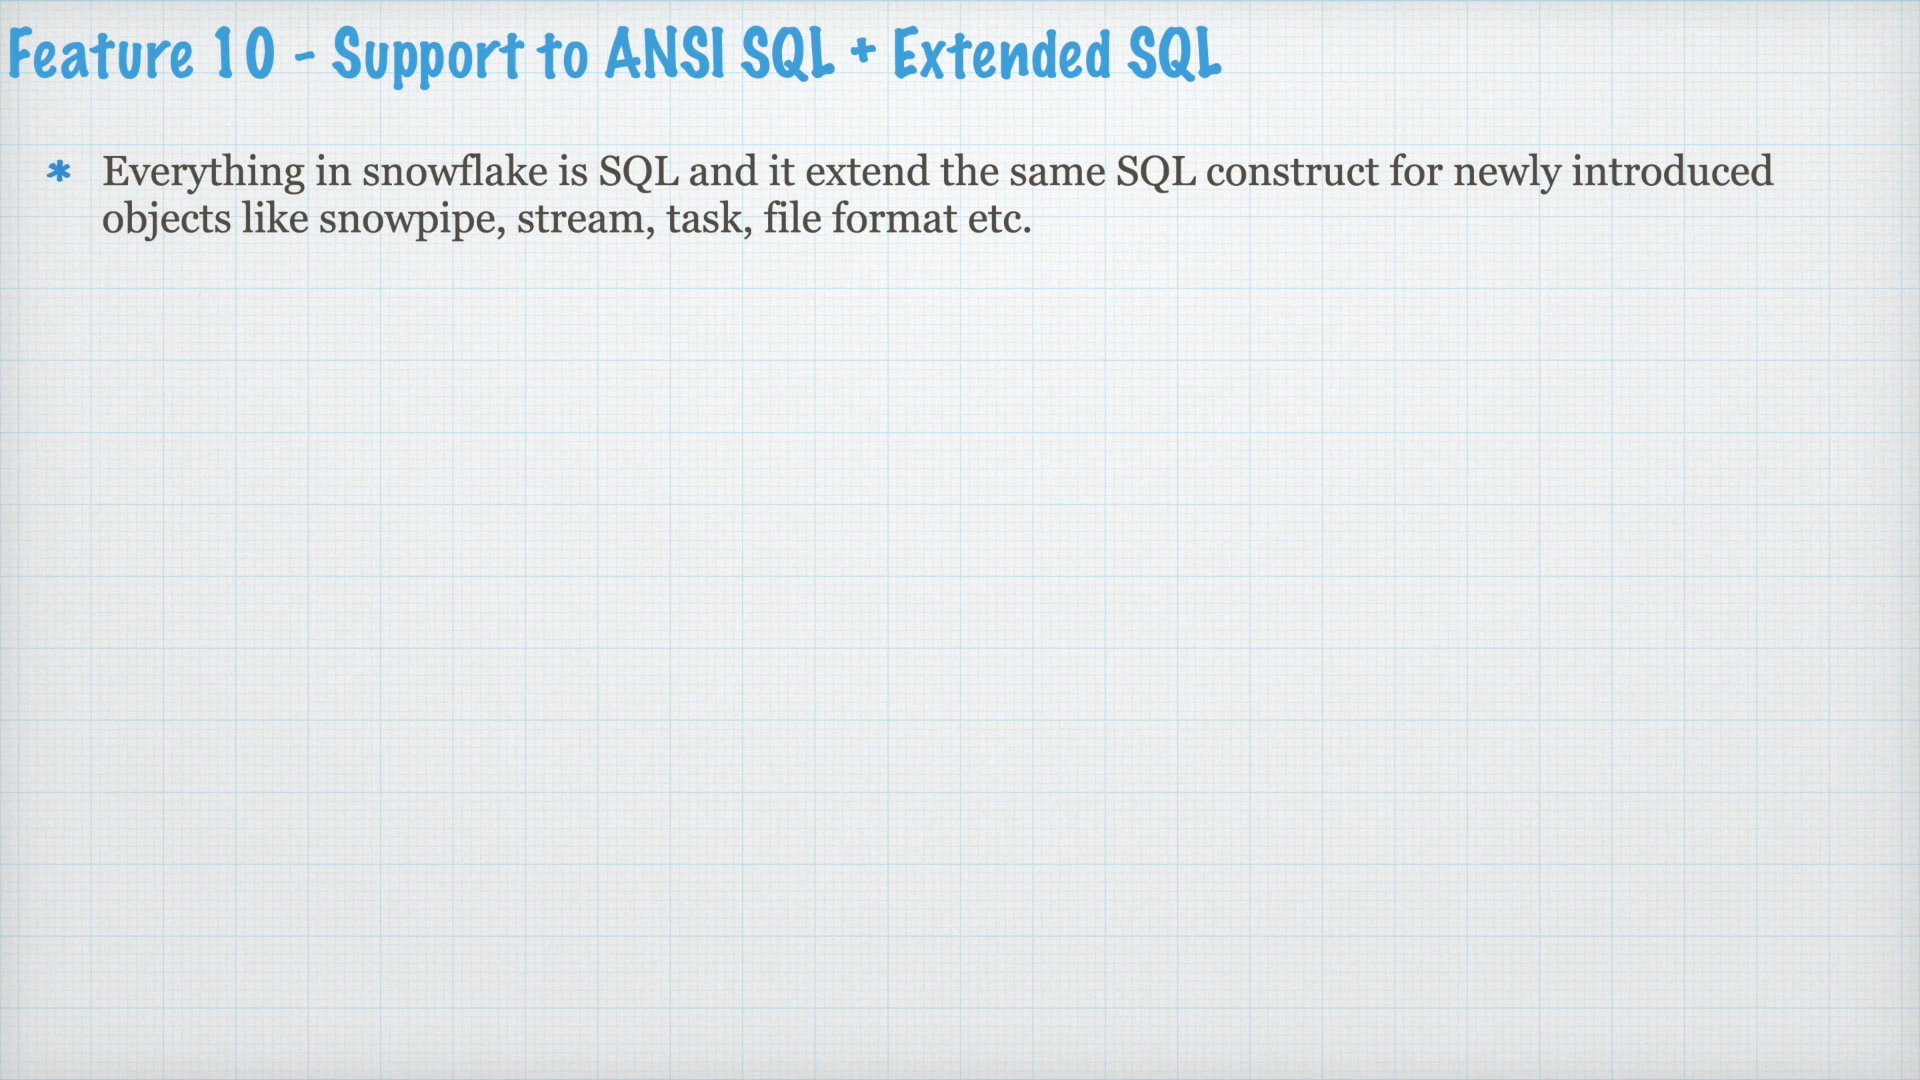 Feature 10 - Support to ANSI SQL + Extended SQL
* Everything in snowflake is SQL and it extend the same SQL construct for newly introduced
objects like snowpipe, stream, task, file format etc.